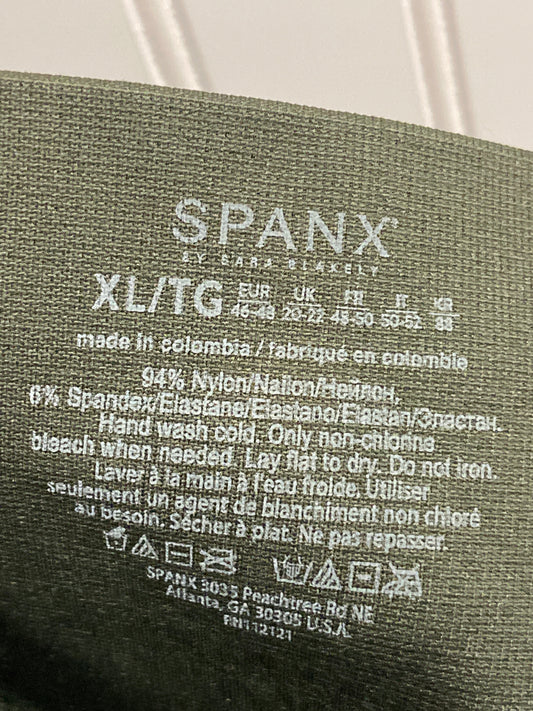 SPANX®
BY SARA BLAKELY
XL/TG EUR 46-48 UK 20-22 FR 48-50 IT 50-52 KR 88
made in colombia / fabriqué en colombie
94% Nylon/Nailon/Нейлон,
6% Spandex/Elastane/Elastano/Elastan/Эластан.
Hand wash cold. Only non-chlorine
bleach when needed. Lay flat to dry. Do not iron.
Laver à la main à l'eau froide. Utiliser
seulement un agent de blanchiment non chloré
au besoin. Sécher à plat. Ne pas repasser.
SPANX 3035 Peachtree Rd NE
Atlanta, GA 30305 U.S.A.
RN112121